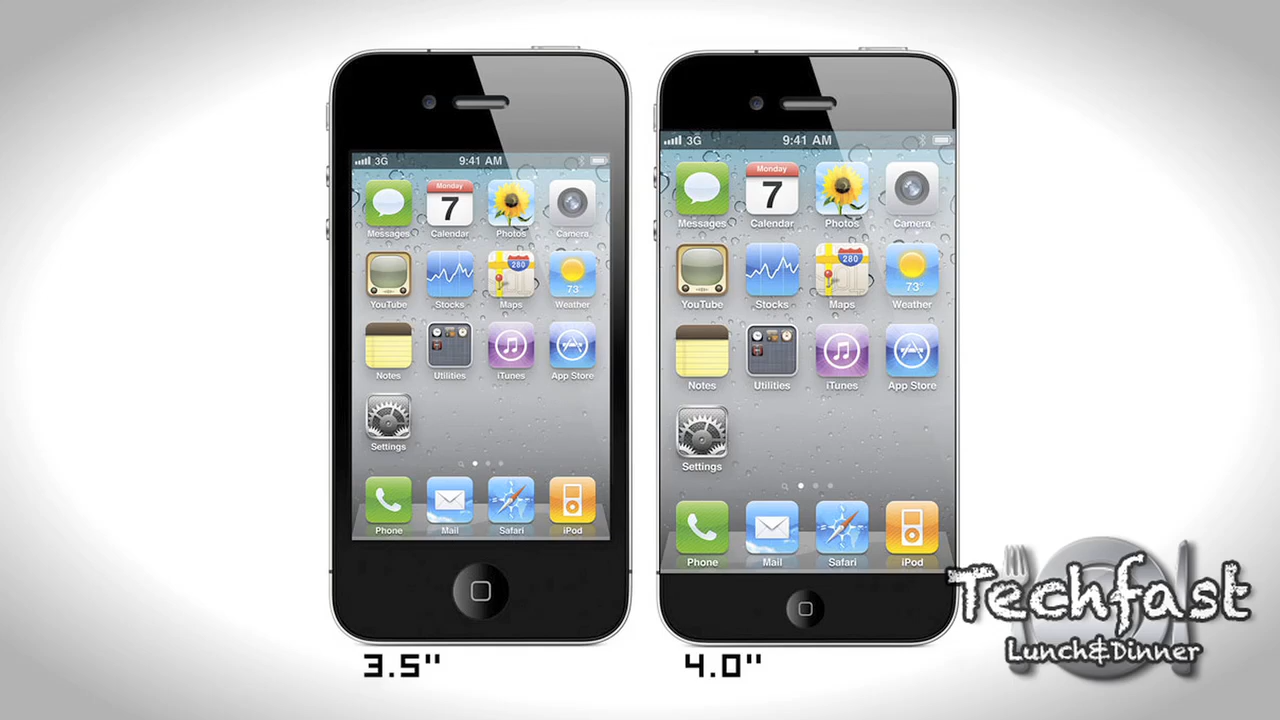 3G 9:41 AM
Monday
7
Messages Calendar Photos Camera
280
73°
YouTube Stocks Maps Weather
Notes Utilities iTunes App Store
Settings
Phone Mail Safari iPod
3.5"
3G 9:41 AM
Monday
7
Messages Calendar Photos Camera
280
73°
YouTube Stocks Maps Weather
Notes Utilities iTunes App Store
Settings
Phone Mail Safari iPod
4.0"
Techfast
Lunch&Dinner